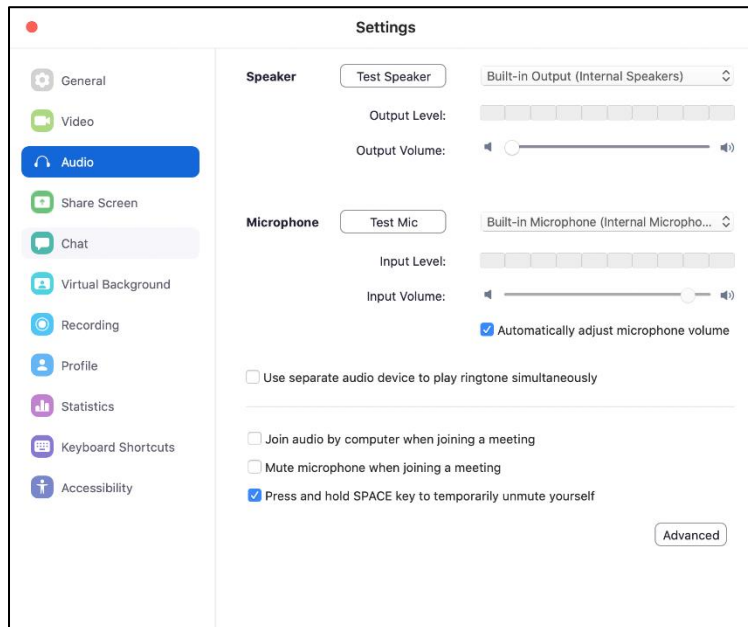 Settings
General
Video
Audio
Share Screen
Chat
Virtual Background
Recording
Profile
Statistics
Keyboard Shortcuts
Accessibility
Speaker
Test Speaker
Built-in Output (Internal Speakers)
Output Level:
Output Volume:
Microphone
Test Mic
Built-in Microphone (Internal Micropho...
Input Level:
Input Volume:
Automatically adjust microphone volume
Use separate audio device to play ringtone simultaneously
Join audio by computer when joining a meeting
Mute microphone when joining a meeting
Press and hold SPACE key to temporarily unmute yourself
Advanced